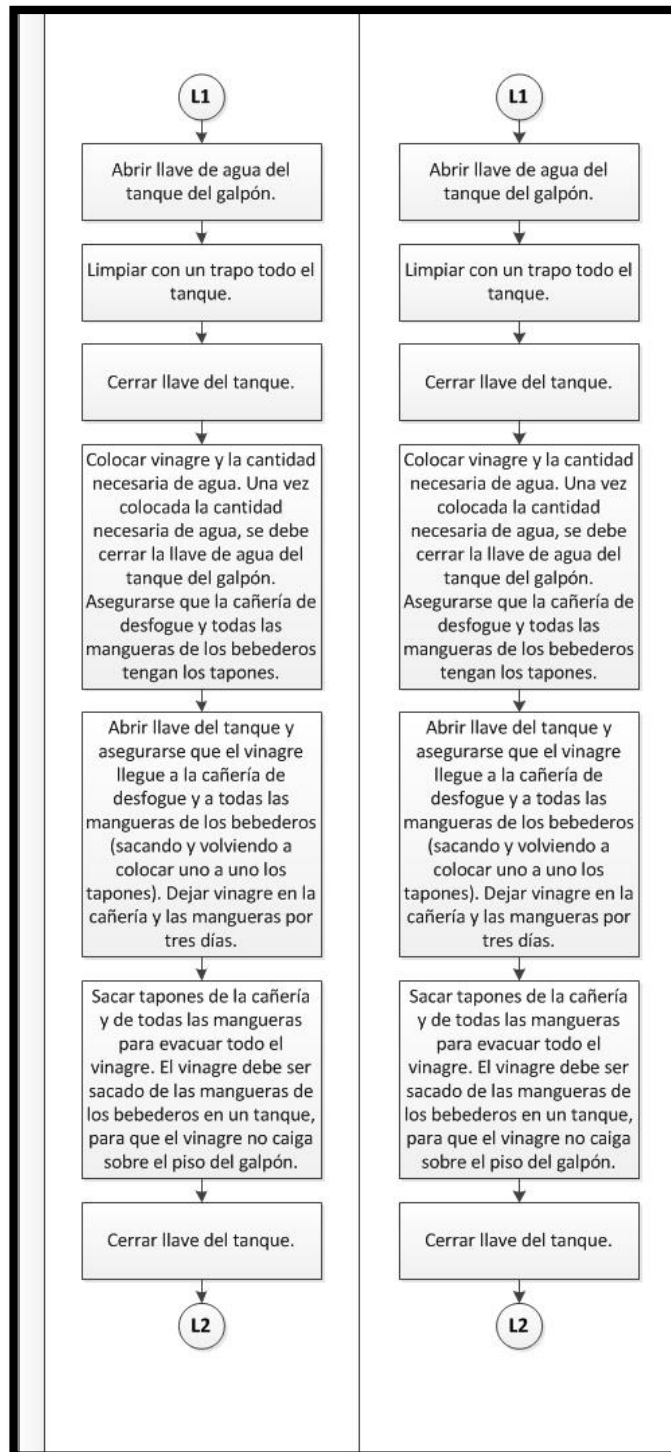 L1
Abrir llave de agua del
tanque del galpón.
Limpiar con un trapo todo el
tanque.
Cerrar llave del tanque.
Colocar vinagre y la cantidad
necesaria de agua. Una vez
colocada la cantidad
necesaria de agua, se debe
cerrar la llave de agua del
tanque del galpón.
Asegurarse que la cañería de
desfogue y todas las
mangueras de los bebederos
tengan los tapones.
Abrir llave del tanque y
asegurarse que el vinagre
llegue a la cañería de
desfogue y a todas las
mangueras de los bebederos
(sacando y volviendo a
colocar uno a uno los
tapones). Dejar vinagre en la
cañería y las mangueras por
tres días.
Sacar tapones de la cañería
y de todas las mangueras
para evacuar todo el
vinagre. El vinagre debe ser
sacado de las mangueras de
los bebederos en un tanque,
para que el vinagre no caiga
sobre el piso del galpón.
Cerrar llave del tanque.
L2
L1
Abrir llave de agua del
tanque del galpón.
Limpiar con un trapo todo el
tanque.
Cerrar llave del tanque.
Colocar vinagre y la cantidad
necesaria de agua. Una vez
colocada la cantidad
necesaria de agua, se debe
cerrar la llave de agua del
tanque del galpón.
Asegurarse que la cañería de
desfogue y todas las
mangueras de los bebederos
tengan los tapones.
Abrir llave del tanque y
asegurarse que el vinagre
llegue a la cañería de
desfogue y a todas las
mangueras de los bebederos
(sacando y volviendo a
colocar uno a uno los
tapones). Dejar vinagre en la
cañería y las mangueras por
tres días.
Sacar tapones de la cañería
y de todas las mangueras
para evacuar todo el
vinagre. El vinagre debe ser
sacado de las mangueras de
los bebederos en un tanque,
para que el vinagre no caiga
sobre el piso del galpón.
Cerrar llave del tanque.
L2